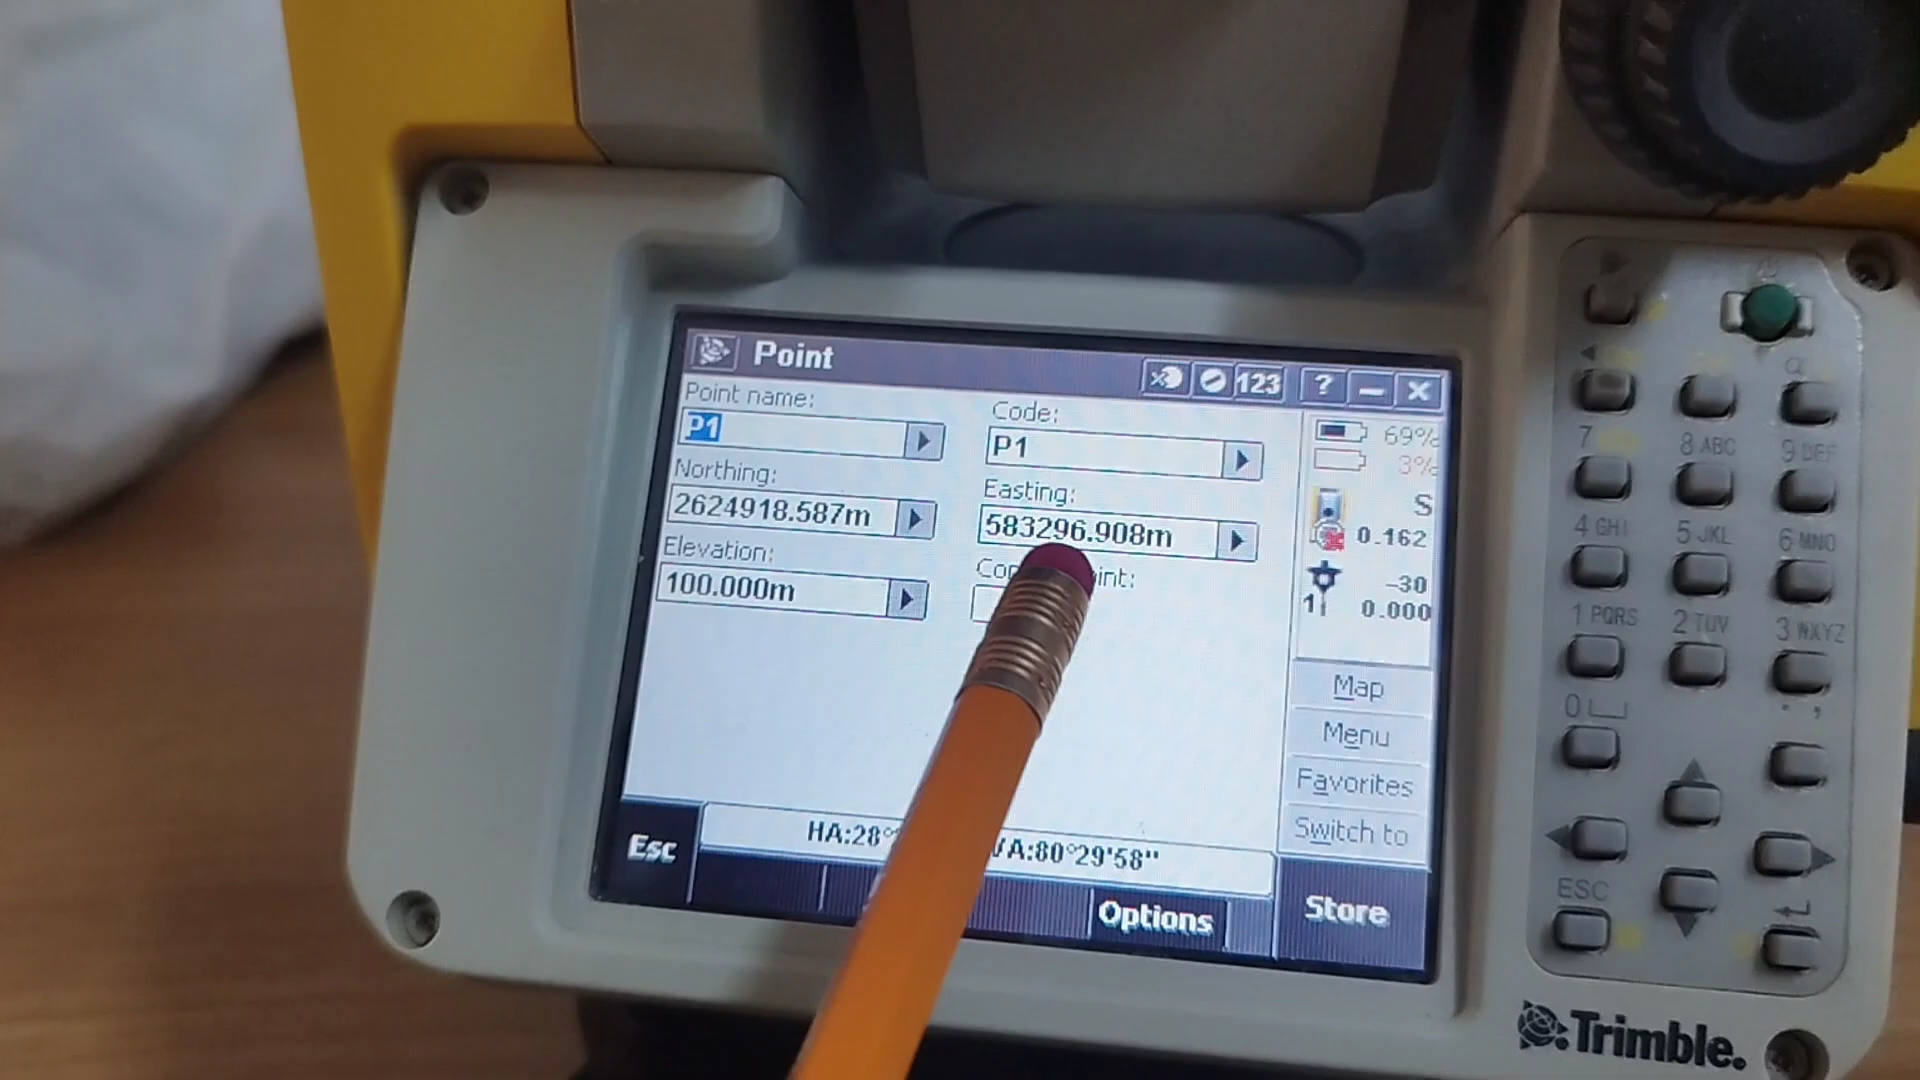 Point
123 ? X
Point name:
P1
Code:
P1
Northing:
2624918.587m
Easting:
583296.908m
Elevation:
100.000m
69%
3%
S
0.162
-30
1 0.000
Map
Menu
Favorites
Switch to
HA:28°
VA:80°29'58"
Esc
Options
Store
7 8 ABC 9 DEF
4 GHI 5 JKL 6 MNO
1 PQRS 2 TUV 3 WXYZ
0
ESC
Trimble.